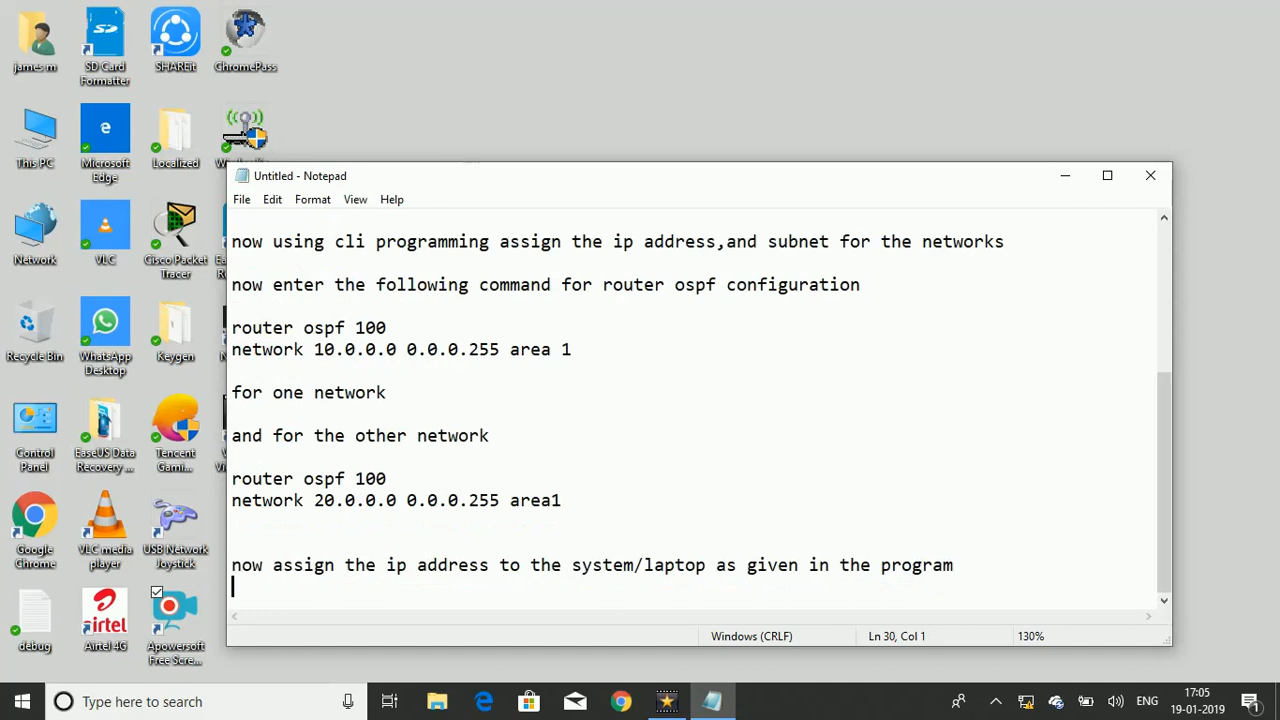 james m
SD Card
Formatter
SHAREit
ChromePass
This PC
Microsoft
Edge
Localized
Untitled - Notepad
File Edit Format View Help
now using cli programming assign the ip address,and subnet for the networks
now enter the following command for router ospf configuration
router ospf 100
network 10.0.0.0 0.0.0.255 area 1
for one network
and for the other network
router ospf 100
network 20.0.0.0 0.0.0.255 area1
now assign the ip address to the system/laptop as given in the program
Windows (CRLF) Ln 30, Col 1 130%
Network
VLC
Cisco Packet
Tracer
Recycle Bin
WhatsApp
Desktop
Keygen
Control
Panel
EaseUS Data
Recovery ...
Tencent
Gami...
Google
Chrome
VLC media
player
USB Network
Joystick
debug
airtel
Airtel 4G
Apowersoft
Free Scre...
Type here to search
ENG
17:05
19-01-2019
1